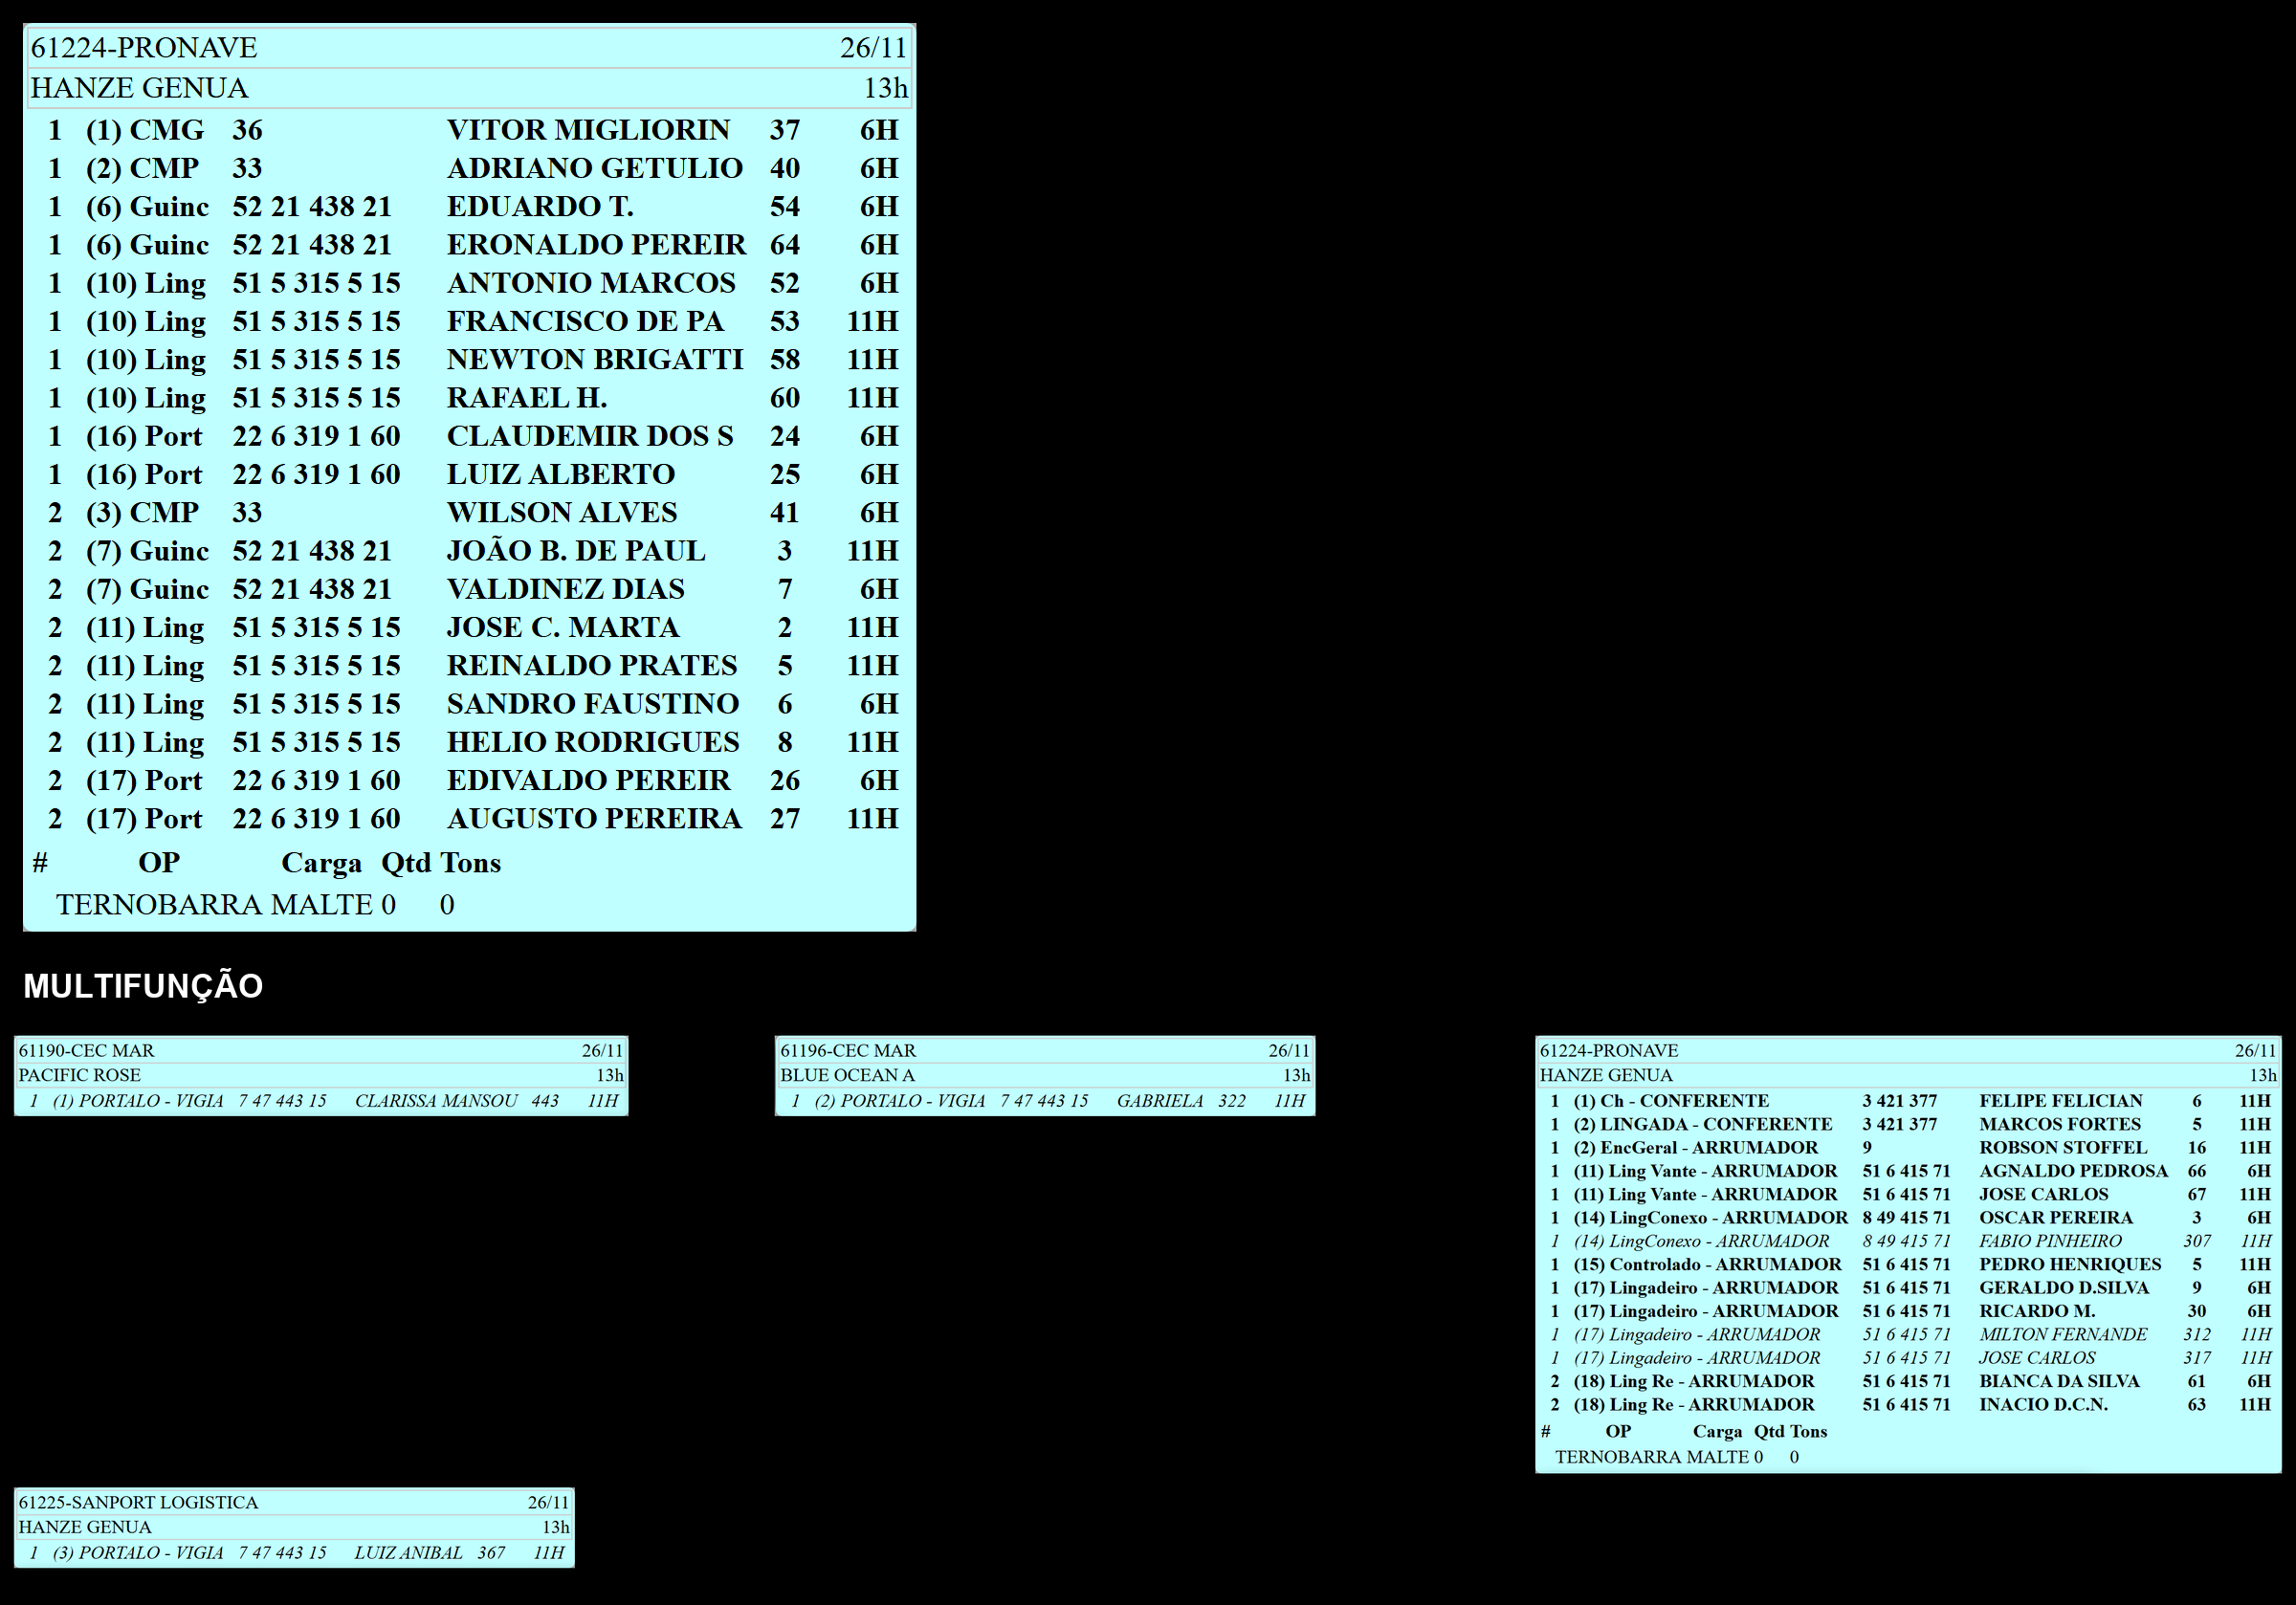 61224-PRONAVE 26/11
HANZE GENUA 13h
1 (1) CMG 36 VITOR MIGLIORIN 37 6H
1 (2) CMP 33 ADRIANO GETULIO 40 6H
1 (6) Guinc 52 21 438 21 EDUARDO T. 54 6H
1 (6) Guinc 52 21 438 21 ERONALDO PEREIR 64 6H
1 (10) Ling 51 5 315 5 15 ANTONIO MARCOS 52 6H
1 (10) Ling 51 5 315 5 15 FRANCISCO DE PA 53 11H
1 (10) Ling 51 5 315 5 15 NEWTON BRIGATTI 58 11H
1 (10) Ling 51 5 315 5 15 RAFAEL H. 60 11H
1 (16) Port 22 6 319 1 60 CLAUDEMIR DOS S 24 6H
1 (16) Port 22 6 319 1 60 LUIZ ALBERTO 25 6H
2 (3) CMP 33 WILSON ALVES 41 6H
2 (7) Guinc 52 21 438 21 JOÃO B. DE PAUL 3 11H
2 (7) Guinc 52 21 438 21 VALDINEZ DIAS 7 6H
2 (11) Ling 51 5 315 5 15 JOSE C. MARTA 2 11H
2 (11) Ling 51 5 315 5 15 REINALDO PRATES 5 11H
2 (11) Ling 51 5 315 5 15 SANDRO FAUSTINO 6 6H
2 (11) Ling 51 5 315 5 15 HELIO RODRIGUES 8 11H
2 (17) Port 22 6 319 1 60 EDIVALDO PEREIR 26 6H
2 (17) Port 22 6 319 1 60 AUGUSTO PEREIRA 27 11H
# OP Carga Qtd Tons
TERNOBARRA MALTE 0 0
MULTIFUNÇÃO
61190-CEC MAR 26/11
PACIFIC ROSE 13h
1 (1) PORTALO - VIGIA 7 47 443 15 CLARISSA MANSOU 443 11H
61196-CEC MAR 26/11
BLUE OCEAN A 13h
1 (2) PORTALO - VIGIA 7 47 443 15 GABRIELA 322 11H
61224-PRONAVE 26/11
HANZE GENUA 13h
1 (1) Ch - CONFERENTE 3 421 377 FELIPE FELICIAN 6 11H
1 (2) LINGADA - CONFERENTE 3 421 377 MARCOS FORTES 5 11H
1 (2) EncGeral - ARRUMADOR 9 ROBSON STOFFEL 16 11H
1 (11) Ling Vante - ARRUMADOR 51 6 415 71 AGNALDO PEDROSA 66 6H
1 (11) Ling Vante - ARRUMADOR 51 6 415 71 JOSE CARLOS 67 11H
1 (14) LingConexo - ARRUMADOR 8 49 415 71 OSCAR PEREIRA 3 6H
1 (14) LingConexo - ARRUMADOR 8 49 415 71 FABIO PINHEIRO 307 11H
1 (15) Controlado - ARRUMADOR 51 6 415 71 PEDRO HENRIQUES 5 11H
1 (17) Lingadeiro - ARRUMADOR 51 6 415 71 GERALDO D.SILVA 9 6H
1 (17) Lingadeiro - ARRUMADOR 51 6 415 71 RICARDO M. 30 6H
1 (17) Lingadeiro - ARRUMADOR 51 6 415 71 MILTON FERNANDE 312 11H
1 (17) Lingadeiro - ARRUMADOR 51 6 415 71 JOSE CARLOS 317 11H
2 (18) Ling Re - ARRUMADOR 51 6 415 71 BIANCA DA SILVA 61 6H
2 (18) Ling Re - ARRUMADOR 51 6 415 71 INACIO D.C.N. 63 11H
# OP Carga Qtd Tons
TERNOBARRA MALTE 0 0
61225-SANPORT LOGISTICA 26/11
HANZE GENUA 13h
1 (3) PORTALO - VIGIA 7 47 443 15 LUIZ ANIBAL 367 11H